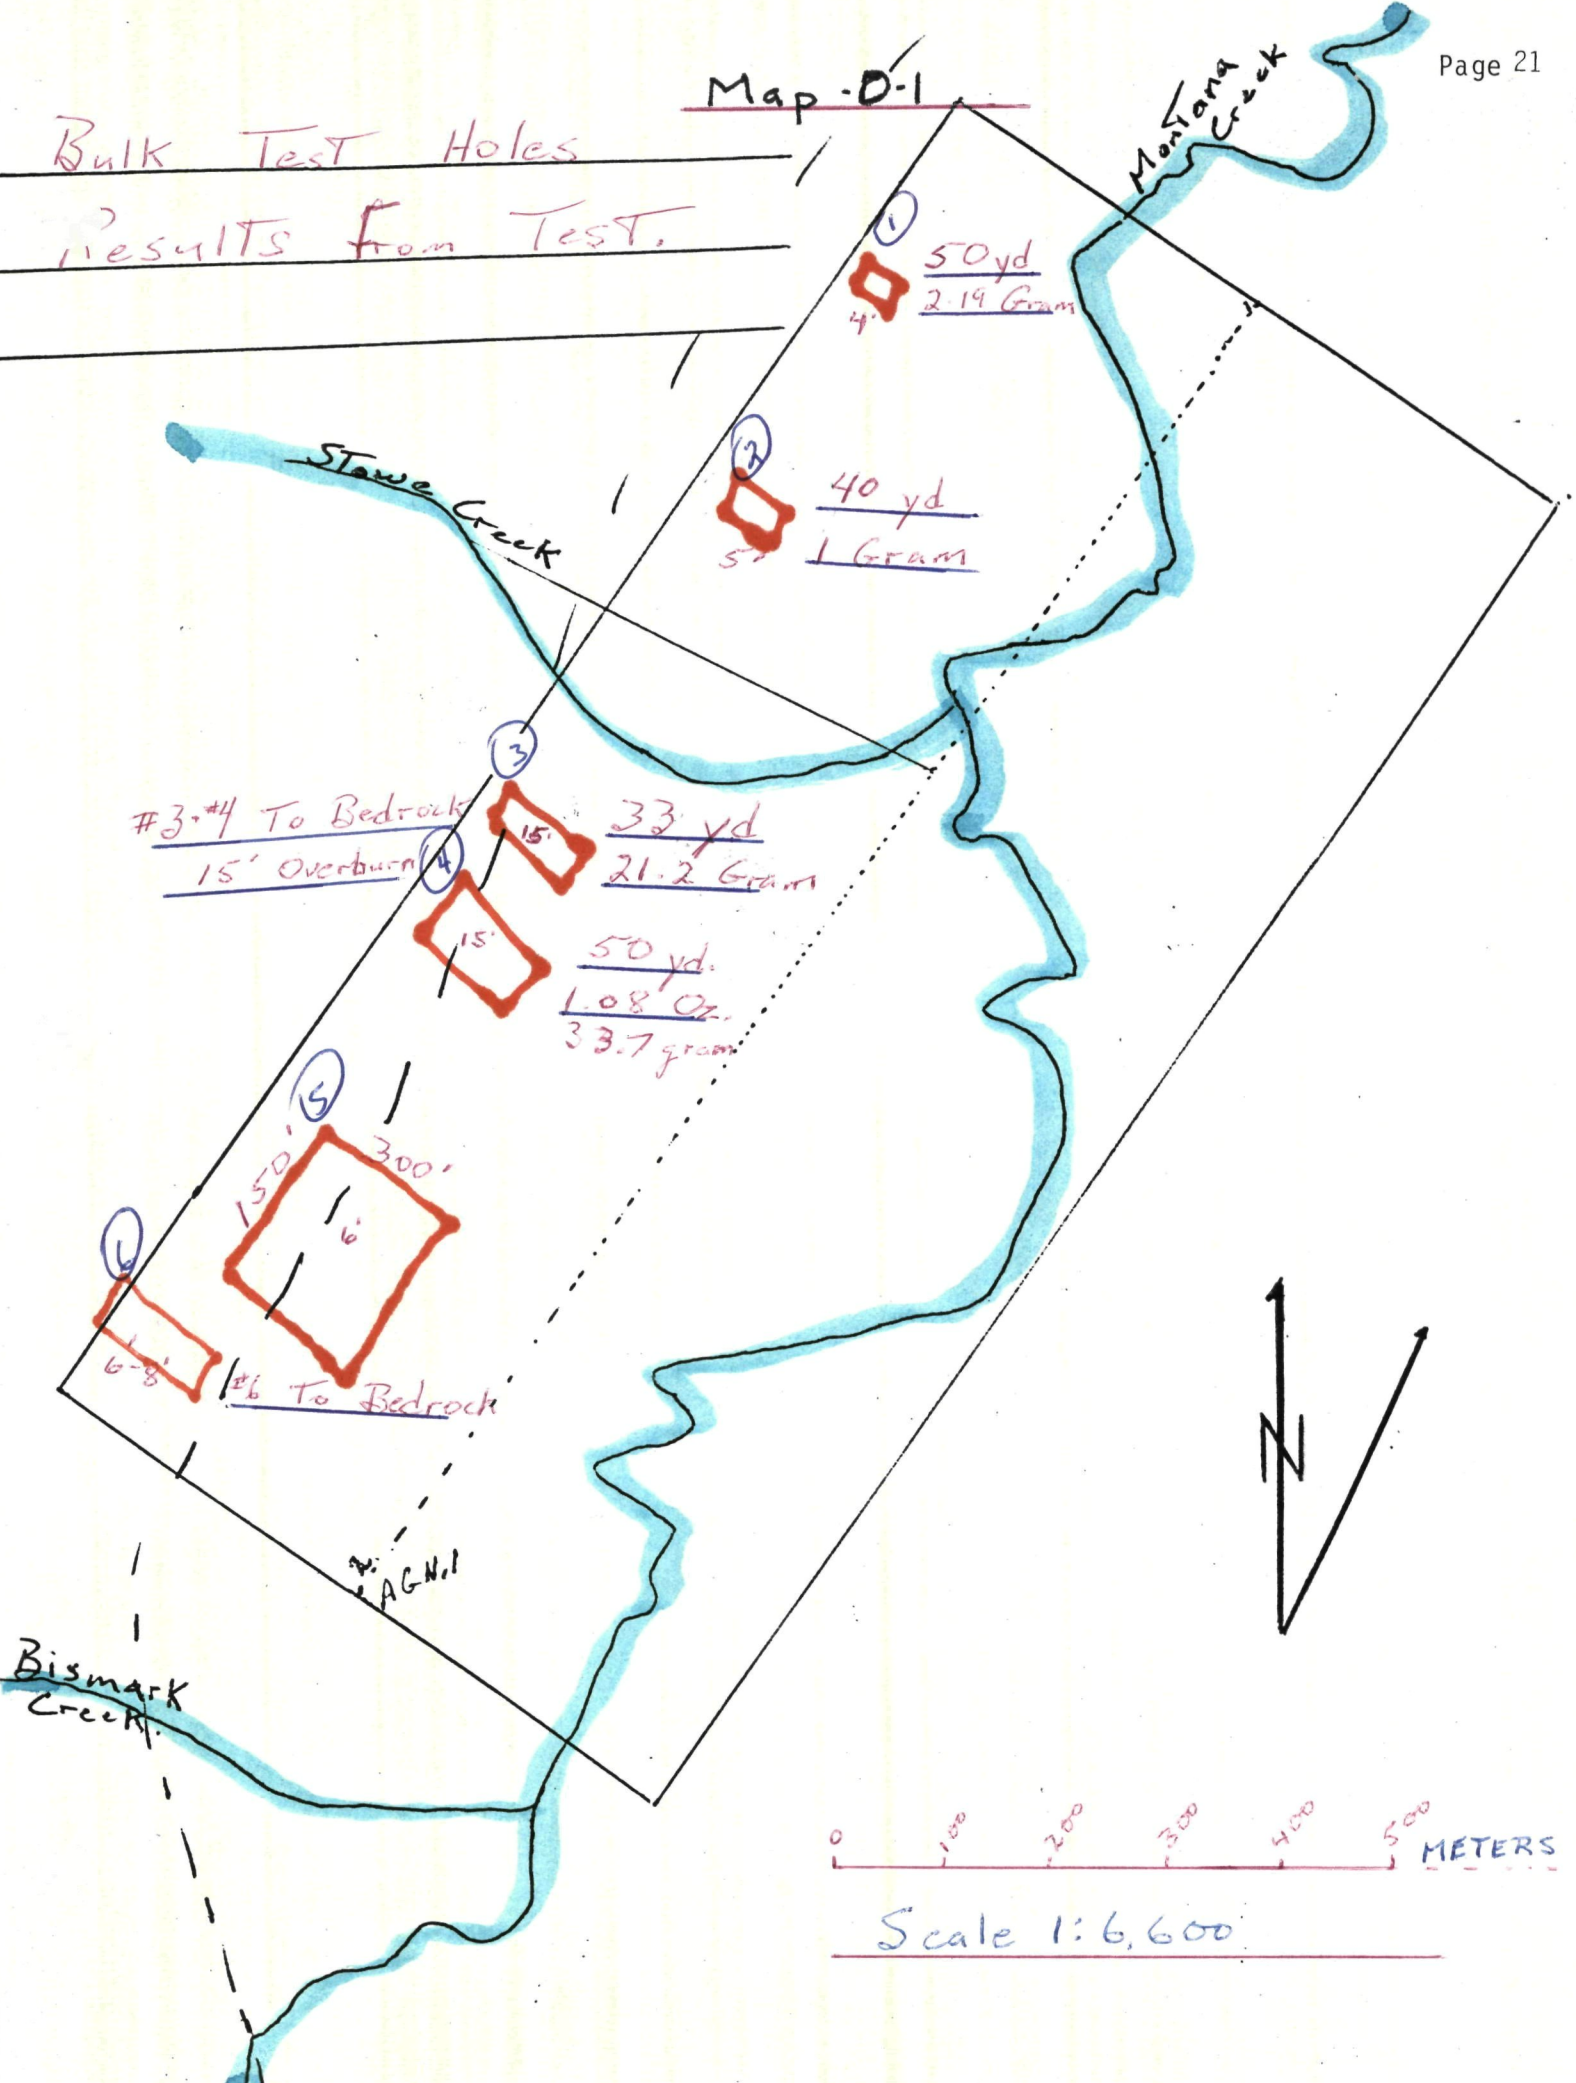 Page 21
Map-D-1
Bulk Test Holes
Results From Test.
Montana
Creek
1
50 yd
2.19 Gram
4'
2
40 yd
1 Gram
5'
Stowe
Creek
3
#3-#4 To Bedrock
15' Overburn
15'
33 yd
21.2 Gram
4
15'
50 yd.
1.08 Oz.
33.7 gram
5
150'
300'
6'
6
6-8'
#6 To Bedrock
N
Bismark
Creek
0 100 200 300 400 500 METERS
Scale 1:6,600